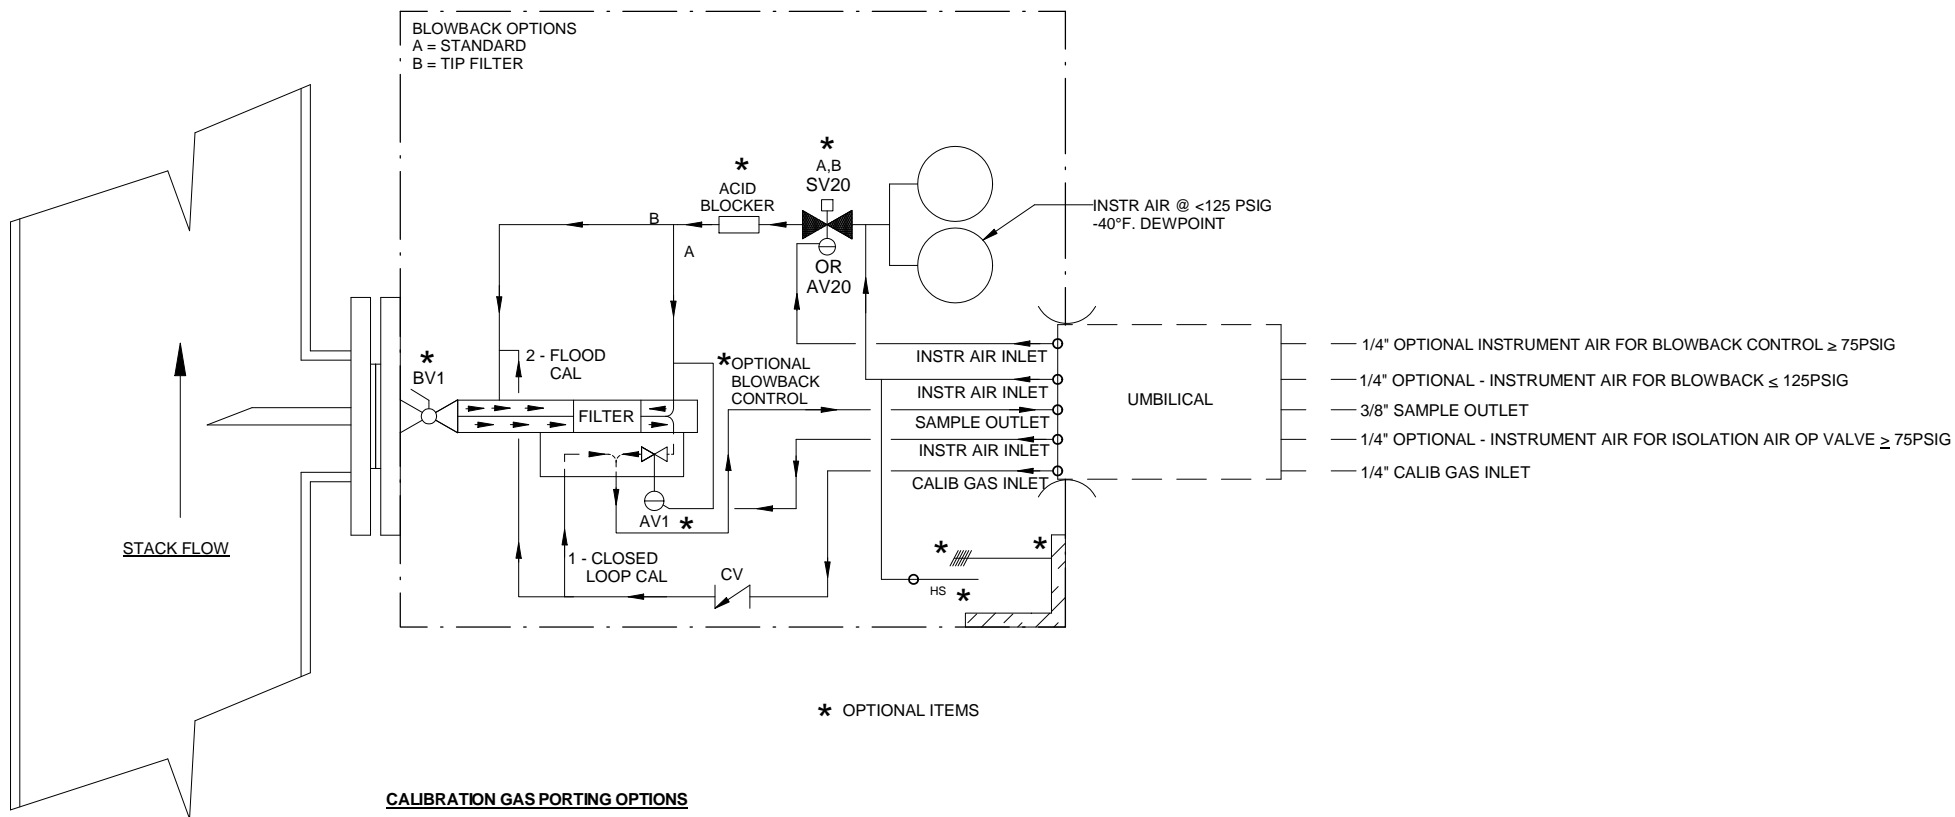 BLOWBACK OPTIONS
A = STANDARD
B = TIP FILTER
*
*
A,B
SV20
ACID
BLOCKER
B
A
OR
AV20
INSTR AIR @ <125 PSIG
-40°F. DEWPOINT
*
BV1
2 - FLOOD
CAL
*OPTIONAL
BLOWBACK
CONTROL
FILTER
INSTR AIR INLET
INSTR AIR INLET
SAMPLE OUTLET
INSTR AIR INLET
CALIB GAS INLET
UMBILICAL
1/4" OPTIONAL INSTRUMENT AIR FOR BLOWBACK CONTROL ≥ 75PSIG
1/4" OPTIONAL - INSTRUMENT AIR FOR BLOWBACK ≤ 125PSIG
3/8" SAMPLE OUTLET
1/4" OPTIONAL - INSTRUMENT AIR FOR ISOLATION AIR OP VALVE ≥ 75PSIG
1/4" CALIB GAS INLET
AV1 *
STACK FLOW
1 - CLOSED
LOOP CAL
CV
*
*
HS *
* OPTIONAL ITEMS
CALIBRATION GAS PORTING OPTIONS